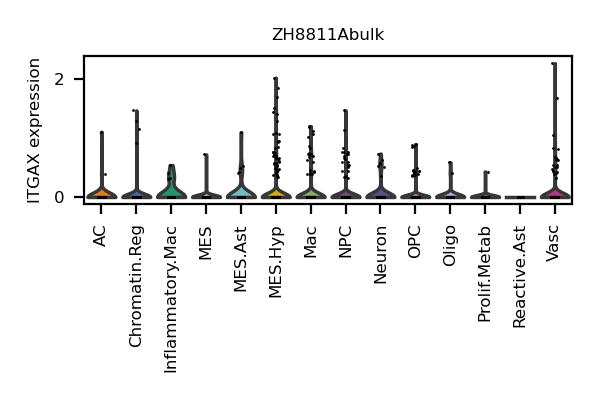 ZH8811Abulk
ITGAX expression
2
0
AC
Chromatin.Reg
Inflammatory.Mac
MES
MES.Ast
MES.Hyp
Mac
NPC
Neuron
OPC
Oligo
Prolif.Metab
Reactive.Ast
Vasc